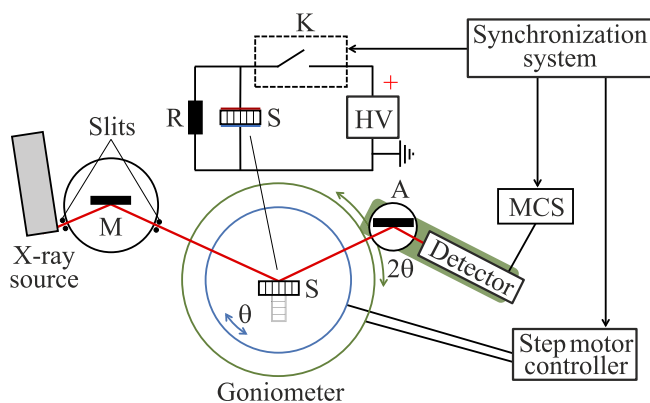 K
Synchronization
system
+
R
S
HV
Slits
A
MCS
M
X-ray
source
Detector
2θ
S
θ
Step motor
controller
Goniometer